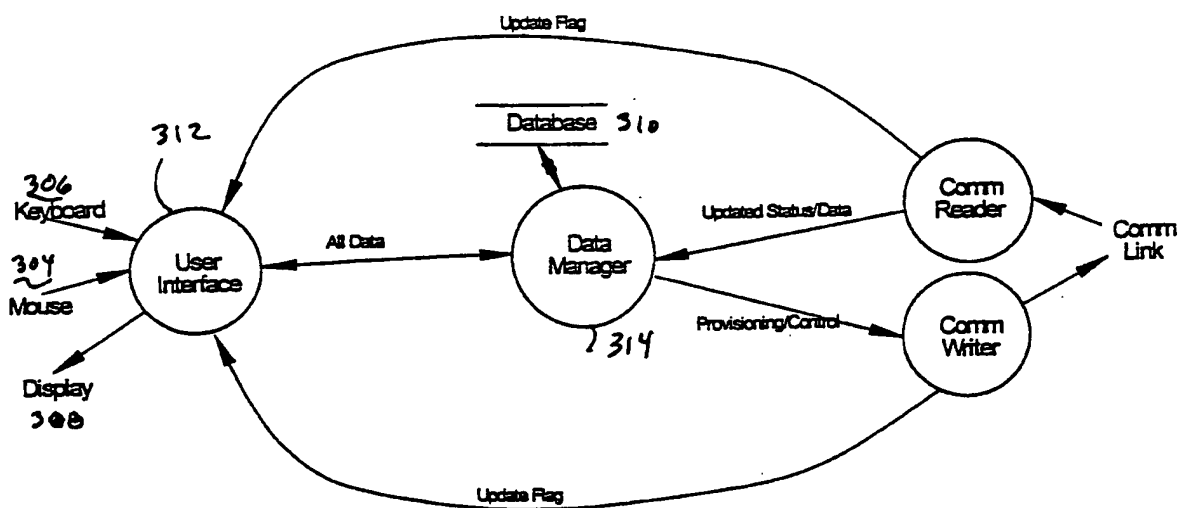 Update Flag
Database 310
312
306
Keyboard
Comm
Reader
Updated Status/Data
All Data
User
Interface
Data
Manager
Comm
Link
304
Mouse
Provisioning/Control
Comm
Writer
314
Display
Update Flag